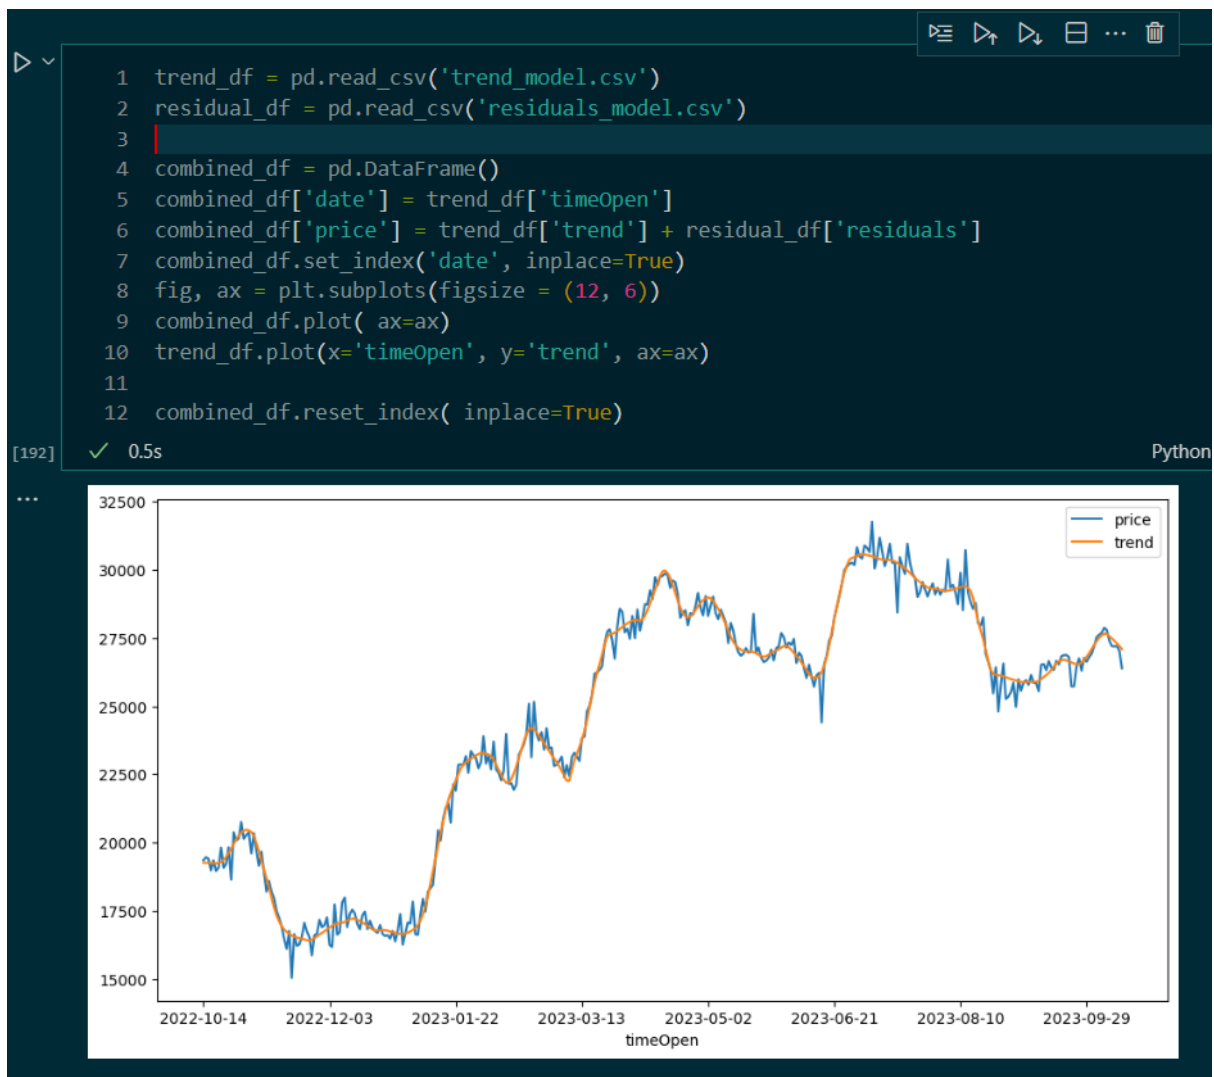 1 trend_df = pd.read_csv('trend_model.csv')
2 residual_df = pd.read_csv('residuals_model.csv')
3
4 combined_df = pd.DataFrame()
5 combined_df['date'] = trend_df['timeOpen']
6 combined_df['price'] = trend_df['trend'] + residual_df['residuals']
7 combined_df.set_index('date', inplace=True)
8 fig, ax = plt.subplots(figsize = (12, 6))
9 combined_df.plot( ax=ax)
10 trend_df.plot(x='timeOpen', y='trend', ax=ax)
11
12 combined_df.reset_index( inplace=True)
[192] 0.5s Python
32500
price
trend
30000
27500
25000
22500
20000
17500
15000
2022-10-14 2022-12-03 2023-01-22 2023-03-13 2023-05-02 2023-06-21 2023-08-10 2023-09-29
timeOpen